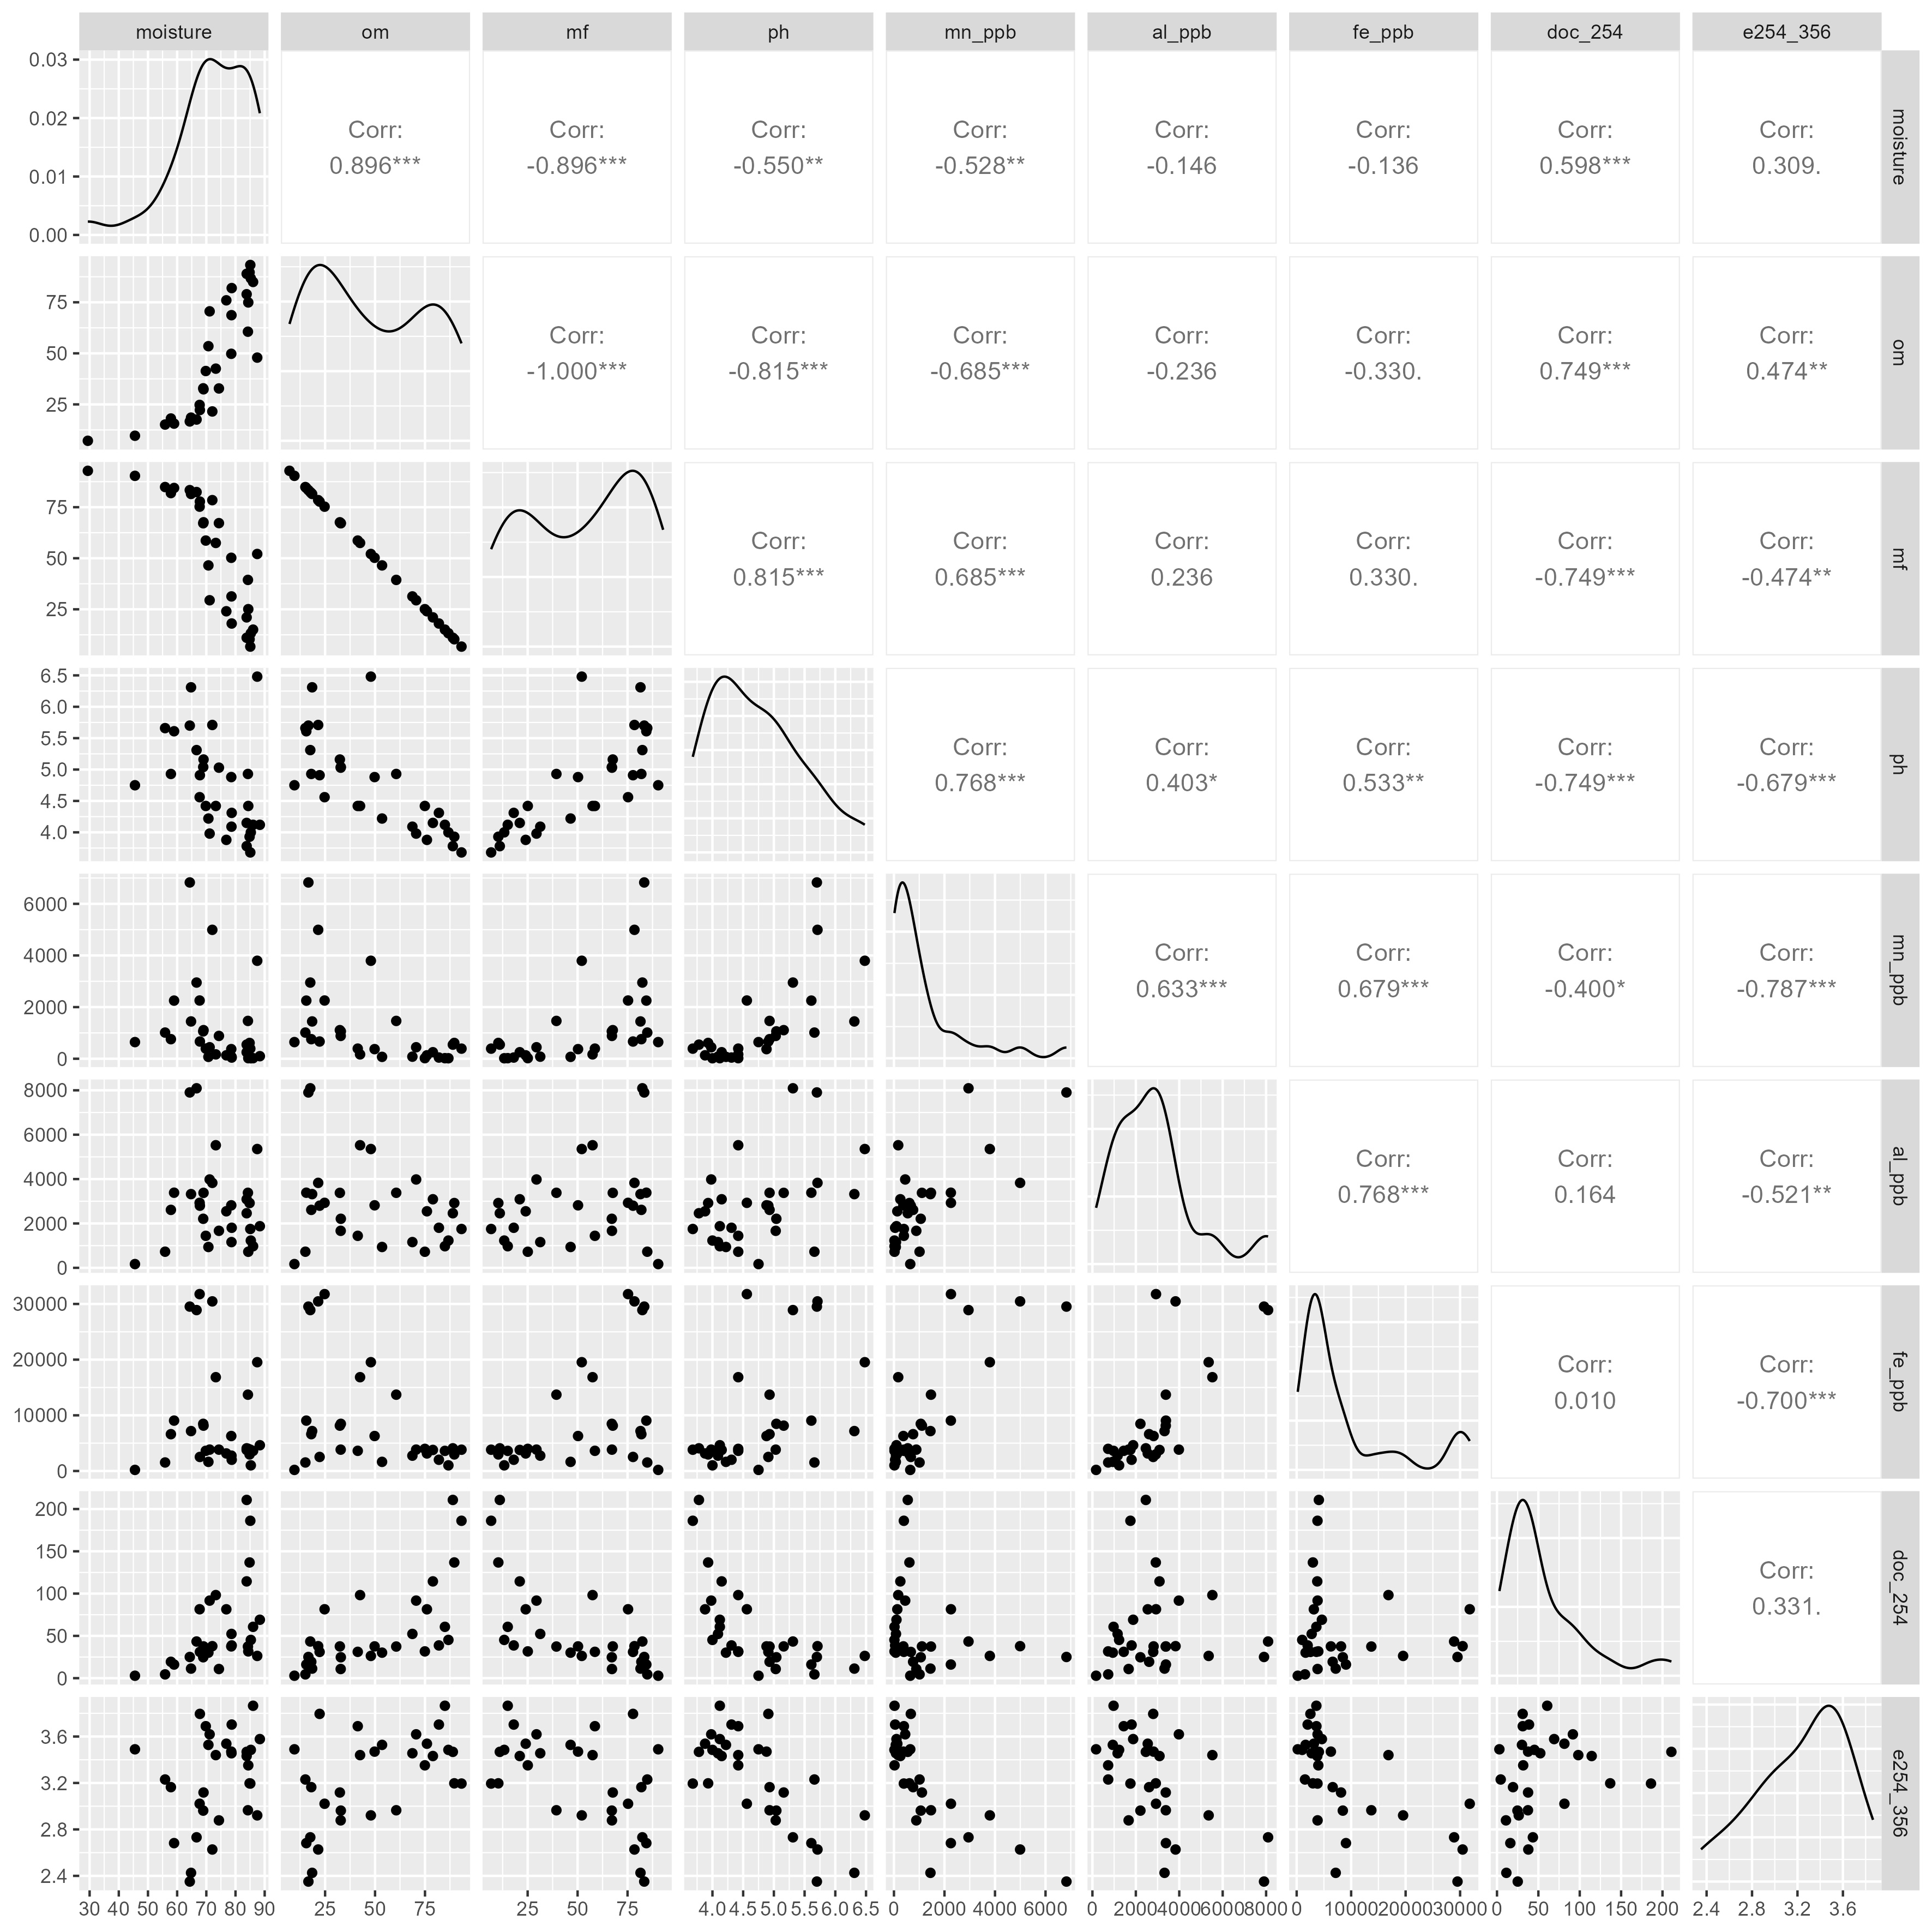 moisture om mf ph mn_ppb al_ppb fe_ppb doc_254 e254_356
0.03
0.02
0.01
0.00
Corr: Corr: Corr: Corr: Corr: Corr: Corr: Corr:
0.896*** -0.896*** -0.550** -0.528** -0.146 -0.136 0.598*** 0.309.
moisture
75
50
25
Corr: Corr: Corr: Corr: Corr: Corr: Corr:
-1.000*** -0.815*** -0.685*** -0.236 -0.330. 0.749*** 0.474**
om
75
50
25
Corr: Corr: Corr: Corr: Corr: Corr:
0.815*** 0.685*** 0.236 0.330. -0.749*** -0.474**
mf
6.5
6.0
5.5
5.0
4.5
4.0
Corr: Corr: Corr: Corr: Corr:
0.768*** 0.403* 0.533** -0.749*** -0.679***
ph
6000
4000
2000
0
Corr: Corr: Corr: Corr:
0.633*** 0.679*** -0.400* -0.787***
mn_ppb
8000
6000
4000
2000
0
Corr: Corr: Corr:
0.768*** 0.164 -0.521**
al_ppb
30000
20000
10000
0
Corr: Corr:
0.010 -0.700***
fe_ppb
200
150
100
50
0
Corr:
0.331.
doc_254
3.6
3.2
2.8
2.4
e254_356
30 40 50 60 70 80 90 25 50 75 25 50 75 4.0 4.5 5.0 5.5 6.0 6.5 0 2000 4000 6000 0 2000 4000 6000 8000 0 10000 20000 30000 0 50 100 150 200 2.4 2.8 3.2 3.6